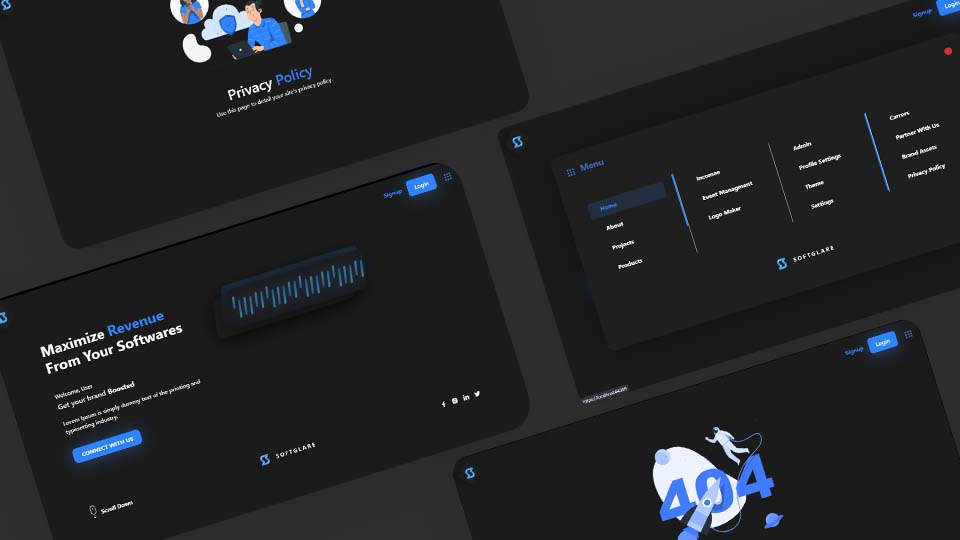 Privacy Policy
Use this page to detail your site's privacy policy.
Signup
Login
Menu
Home
About
Projects
Products
Incomee
Event Managment
Logo Maker
Admin
Profile Settings
Theme
Settings
Carrors
Partner With Us
Brand Assets
Privacy Policy
SOFTGLARE
Signup
Login
Maximize Revenue
From Your Softwares
Welcome, User
Get your brand Boosted
Lorem Ipsum is simply dummy text of the printing and
typesetting industry.
CONNECT WITH US
SOFTGLARE
Scroll Down
Signup
Login
404